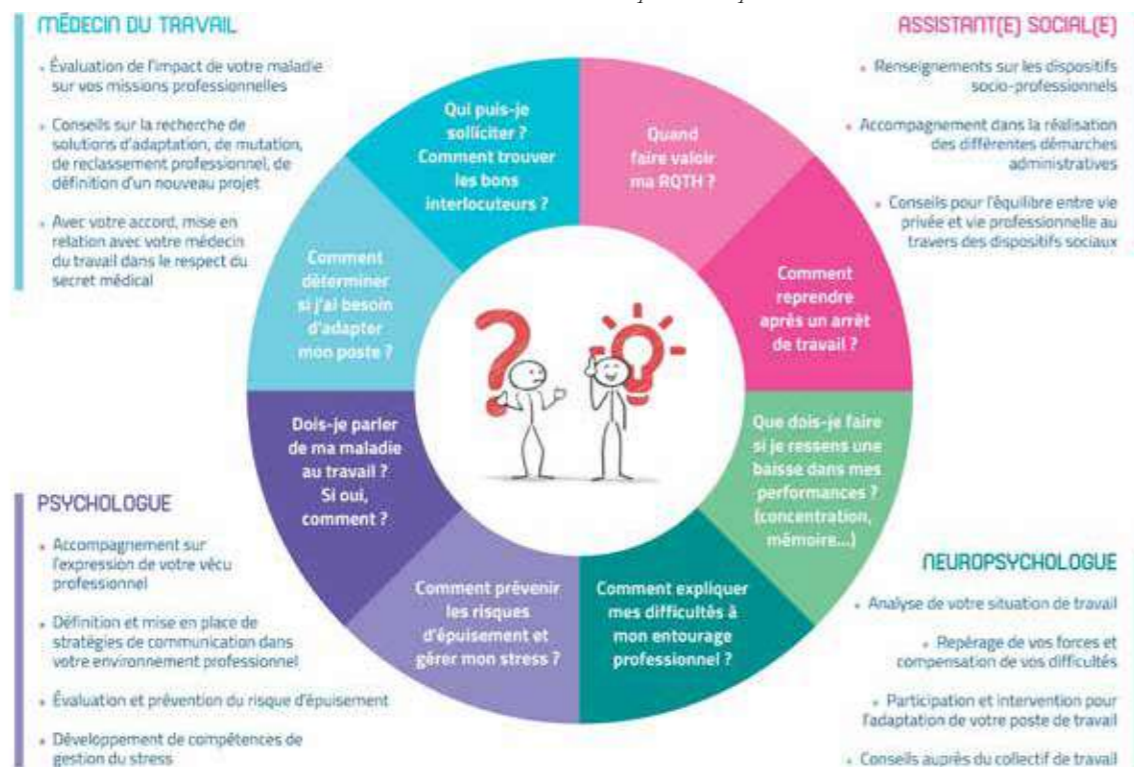 MÉDECIN DU TRAVAIL
• Évaluation de l'impact de votre maladie
sur vos missions professionnelles
• Conseils sur la recherche de
solutions d'adaptation, de mutation,
de reclassement professionnel, de
définition d'un nouveau projet
• Avec votre accord, mise en
relation avec votre médecin
du travail dans le respect du
secret médical
ASSISTANT(E) SOCIAL(E)
• Renseignements sur les dispositifs
socio-professionnels
• Accompagnement dans la réalisation
des différentes démarches
administratives
• Conseils pour l'équilibre entre vie
privée et vie professionnelle au
travers des dispositifs sociaux
Qui puis-je
solliciter ?
Comment trouver
les bons
interlocuteurs ?
Quand
faire valoir
ma RQTH ?
Comment
déterminer
si j'ai besoin
d'adapter
mon poste ?
Comment
reprendre
après un arrêt
de travail ?
Dois-je parler
de ma maladie
au travail ?
Si oui,
comment ?
Que dois-je faire
si je ressens une
baisse dans mes
performances ?
(concentration,
mémoire...)
Comment prévenir
les risques
d'épuisement et
gérer mon stress ?
Comment expliquer
mes difficultés à
mon entourage
professionnel ?
PSYCHOLOGUE
• Accompagnement sur
l'expression de votre vécu
professionnel
• Définition et mise en place de
stratégies de communication dans
votre environnement professionnel
• Évaluation et prévention du risque d'épuisement
• Développement de compétences de
gestion du stress
NEUROPSYCHOLOGUE
• Analyse de votre situation de travail
• Repérage de vos forces et
compensation de vos difficultés
• Participation et intervention pour
l'adaptation de votre poste de travail
• Conseils auprès du collectif de travail